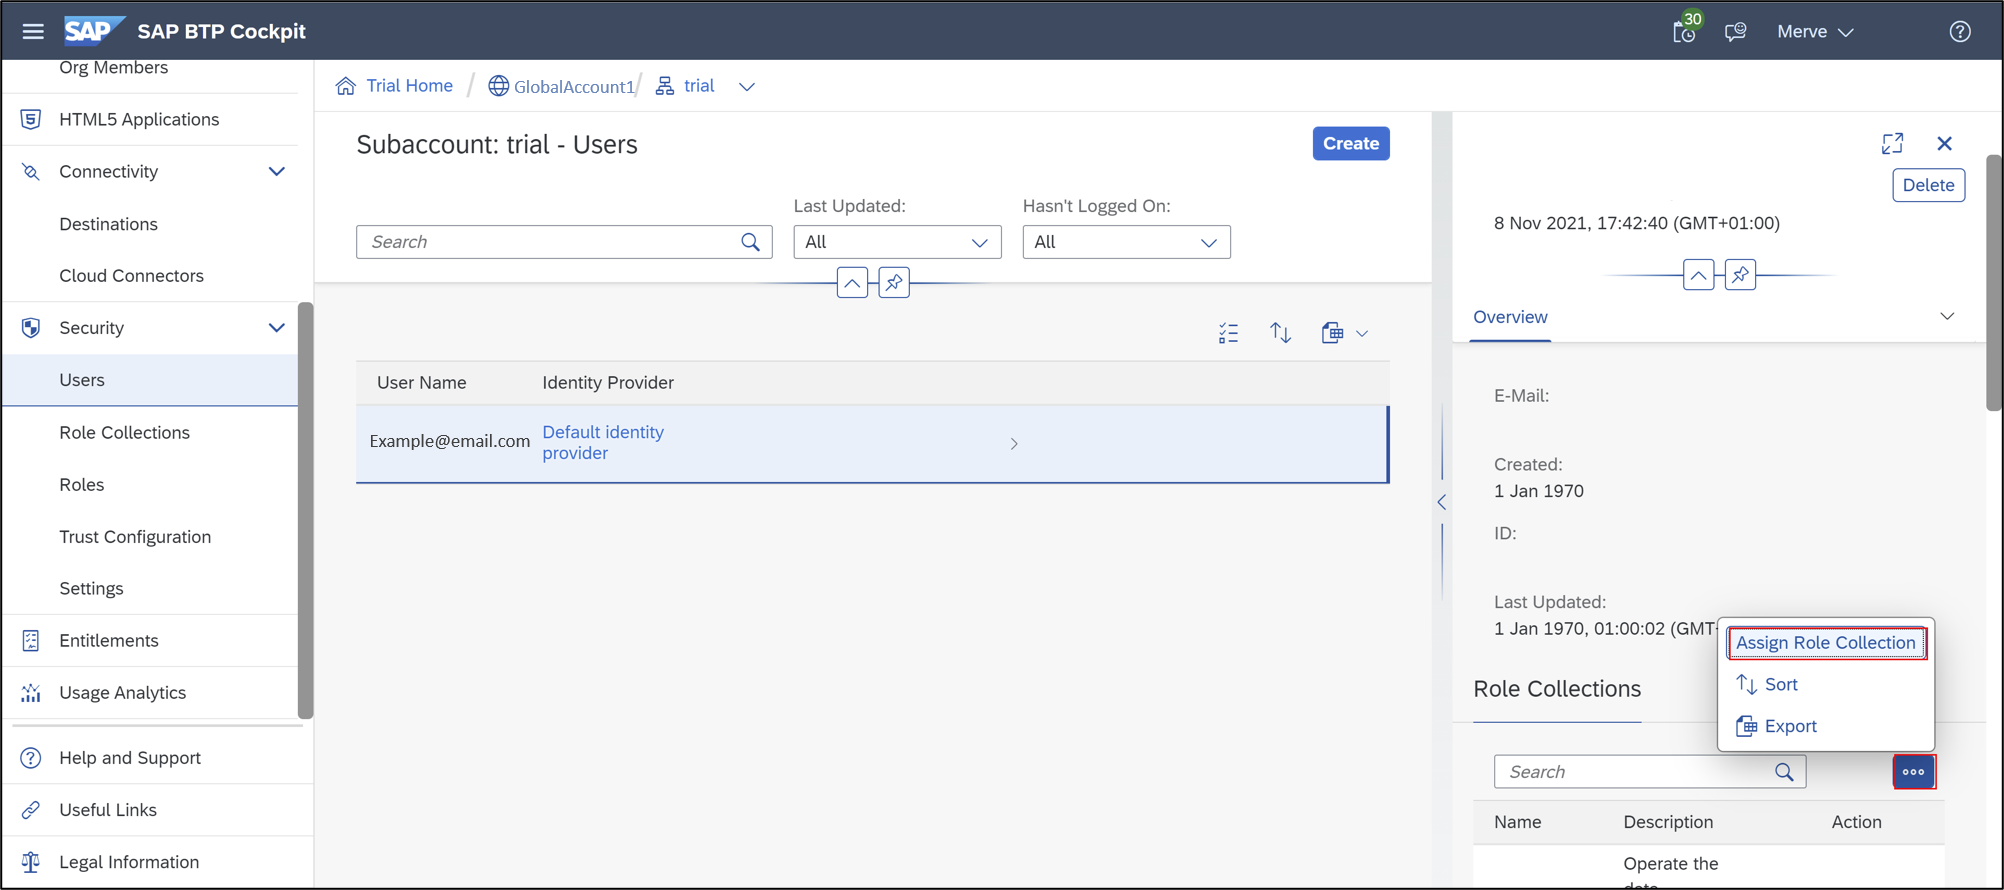 SAP SAP BTP Cockpit
30
Merve
Org Members
HTML5 Applications
Connectivity
Destinations
Cloud Connectors
Security
Users
Role Collections
Roles
Trust Configuration
Settings
Entitlements
Usage Analytics
Help and Support
Useful Links
Legal Information
Trial Home / GlobalAccount1/ trial
Subaccount: trial - Users
Create
Last Updated:
Hasn't Logged On:
Search
All
All
User Name
Identity Provider
Example@email.com
Default identity
provider
Delete
8 Nov 2021, 17:42:40 (GMT+01:00)
Overview
E-Mail:
Created:
1 Jan 1970
ID:
Last Updated:
1 Jan 1970, 01:00:02 (GMT-
Assign Role Collection
Sort
Export
Role Collections
Search
Name
Description
Action
Operate the